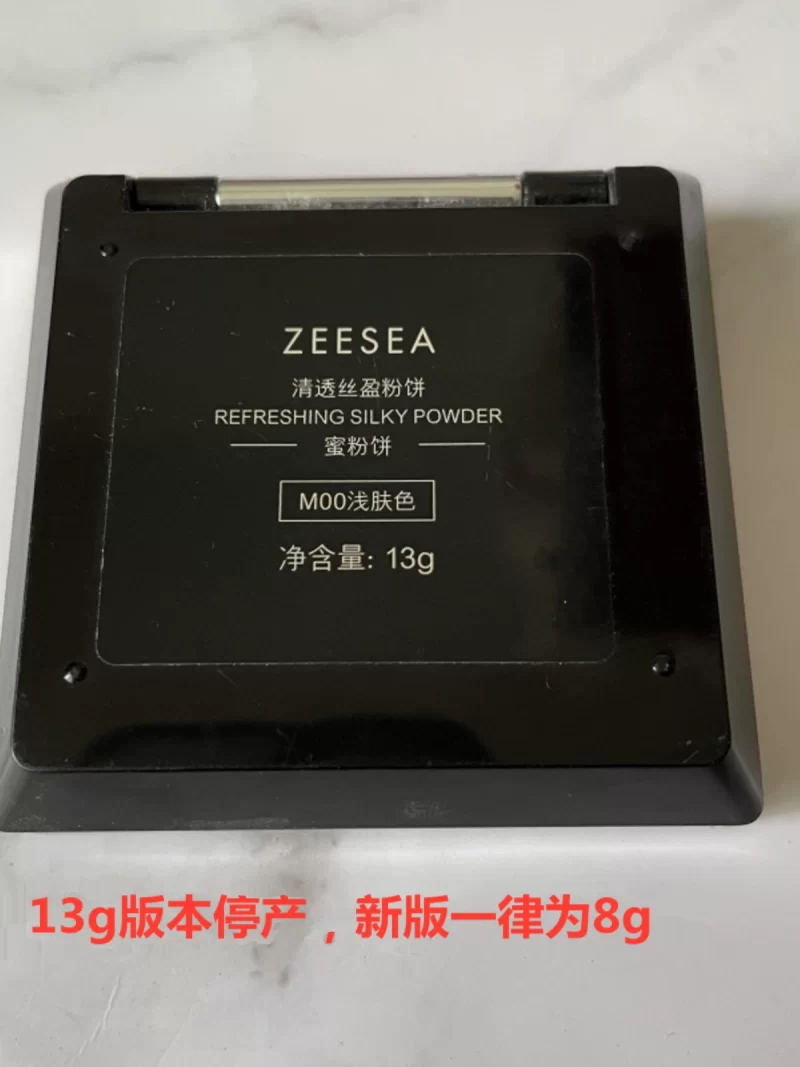 ZEESEA
清透丝盈粉饼
REFRESHING SILKY POWDER
蜜粉饼
M00浅肤色
净含量: 13g
13g版本停产，新版一律为8g